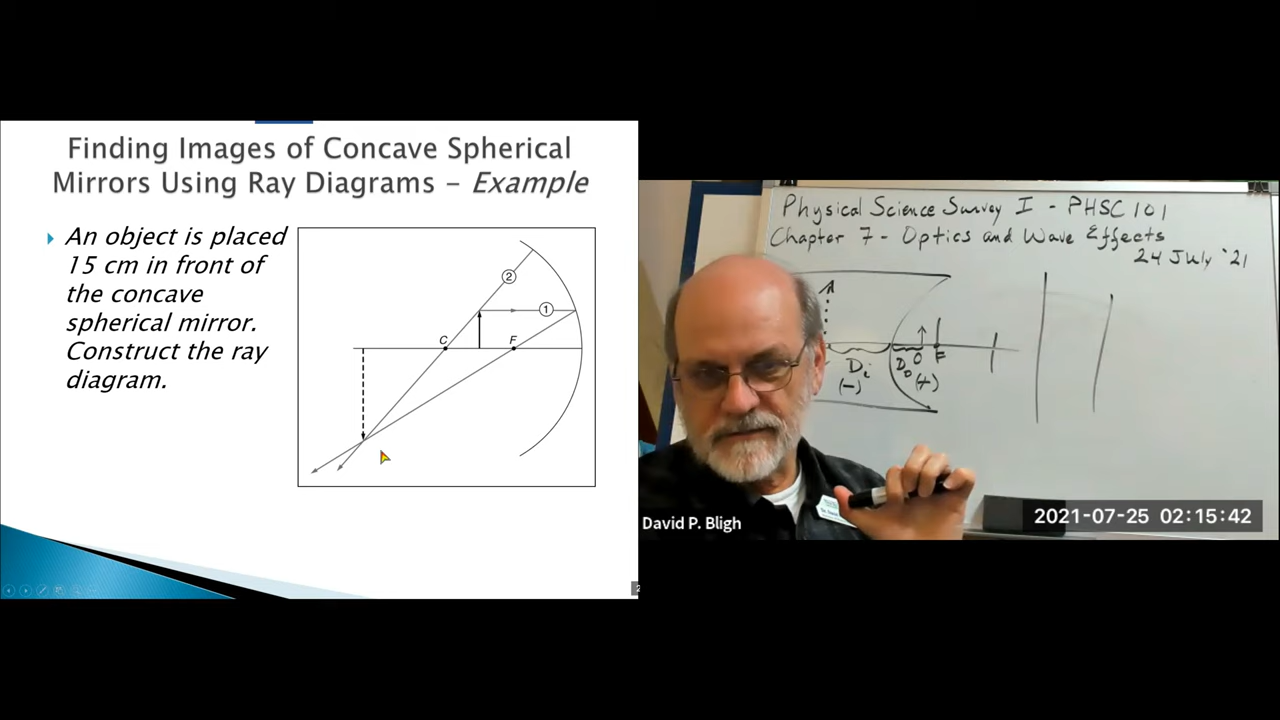 Finding Images of Concave Spherical
Mirrors Using Ray Diagrams – Example
An object is placed
15 cm in front of
the concave
spherical mirror.
Construct the ray
diagram.
2
1
C
F
Physical Science Survey I - PHSC 101
Chapter 7 - Optics and Wave Effects
24 July '21
Di
(-)
Do
O
F
(+)
David P. Bligh
2021-07-25 02:15:42